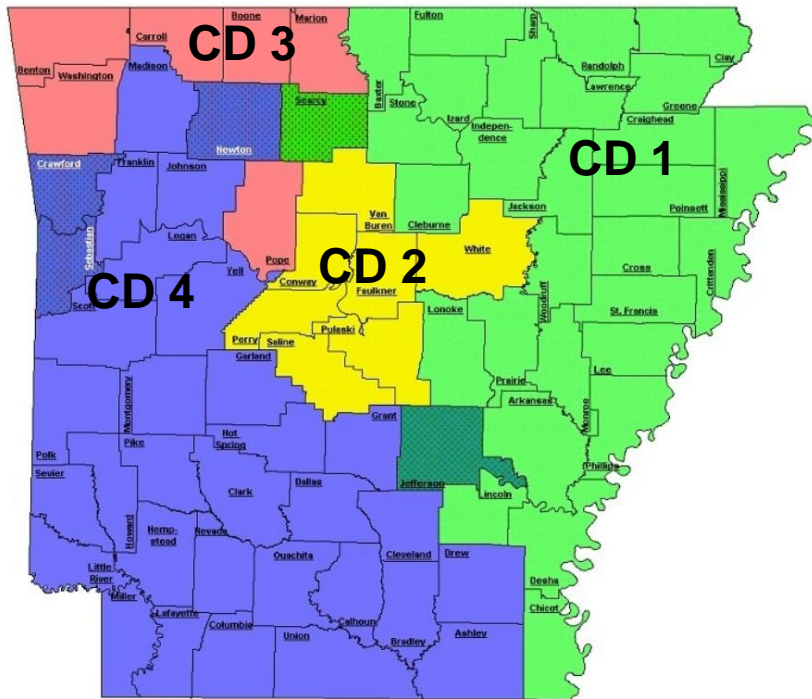 Fulton
Boone
Marion
Sharp
Carroll
CD 3
Madison
Benton
Washington
Randolph
Clay
Baxter
Searcy
Stone
Lawrence
Greene
Izard
Craighead
Indepen-
dence
CD 1
Crawford
Newton
Franklin
Johnson
Mississippi
Jackson
Poinsett
Van
Buren
Cleburne
Logan
Sebastian
White
Cross
Crittenden
Yell
Pope
Conway
CD 2
Faulkner
Scott
CD 4
Woodruff
St. Francis
Lonoke
Perry
Saline
Pulaski
Garland
Lee
Prairie
Arkansas
Monroe
Montgomery
Grant
Hot
Spring
Polk
Pike
Phillips
Sevier
Jefferson
Lincoln
Clark
Dallas
Howard
Hemp-
stead
Nevada
Ouachita
Cleveland
Drew
Little
River
Miller
Desha
Chicot
Lafayette
Columbia
Union
Calhoun
Bradley
Ashley